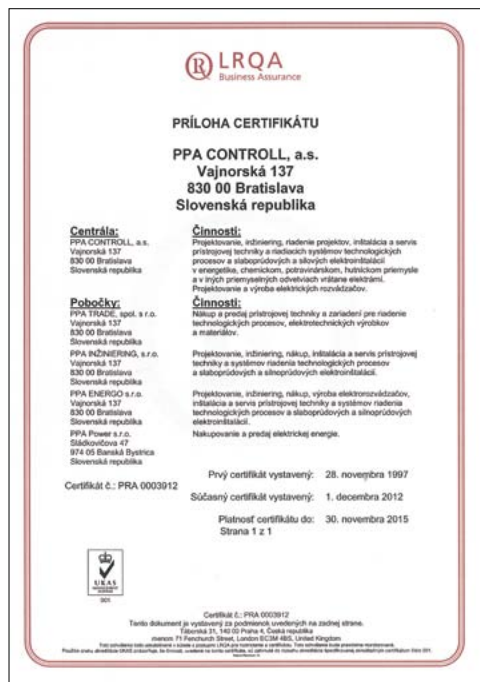 LRQA
Business Assurance
PRÍLOHA CERTIFIKÁTU
PPA CONTROLL, a.s.
Vajnorská 137
830 00 Bratislava
Slovenská republika
Centrála:
PPA CONTROLL, a.s.
Vajnorská 137
830 00 Bratislava
Slovenská republika
Činnosti:
Projektovanie, inžiniering, riadenie projektov, inštalácia a servis
prístrojovej techniky a riadiacich systémov technologických
procesov a slaboprúdových a silových elektroinštalácií
v energetike, chemickom, potravinárskom, hutníckom priemysle
a v iných priemyselných odvetviach vrátane elektrární.
Projektovanie a výroba elektrických rozvádzačov.
Pobočky:
Činnosti:
PPA TRADE, spol. s r.o.
Vajnorská 137
830 00 Bratislava
Slovenská republika
Nákup a predaj prístrojovej techniky a zariadení pre riadenie
technologických procesov, elektrotechnických výrobkov
a materiálov.
PPA INŽINIERING, s.r.o.
Vajnorská 137
830 00 Bratislava
Slovenská republika
Projektovanie, inžiniering, nákup, inštalácia a servis prístrojovej
techniky a systémov riadenia technologických procesov
a slaboprúdových a silnoprúdových elektroinštalácií.
PPA ENERGO s.r.o.
Vajnorská 137
830 00 Bratislava
Slovenská republika
Projektovanie, inžiniering, nákup, výroba elektrorozvádzačov,
inštalácia a servis prístrojovej techniky a systémov riadenia
technologických procesov a slaboprúdových a silnoprúdových
elektroinštalácií.
PPA Power s.r.o.
Sládkovičova 47
974 05 Banská Bystrica
Slovenská republika
Nakupovanie a predaj elektrickej energie.
Prvý certifikát vystavený: 28. novembra 1997
Certifikát č.: PRA 0003912
Súčasný certifikát vystavený: 1. decembra 2012
Platnosť certifikátu do: 30. novembra 2015
Strana 1 z 1
UKAS
001
Certifikát č.: PRA 0003912
Tento dokument je vystavený za podmienok uvedených na zadnej strane.
Táborská 31, 140 00 Praha 4, Česká republika
menom 71 Fenchurch Street, London EC3M 4BS, United Kingdom